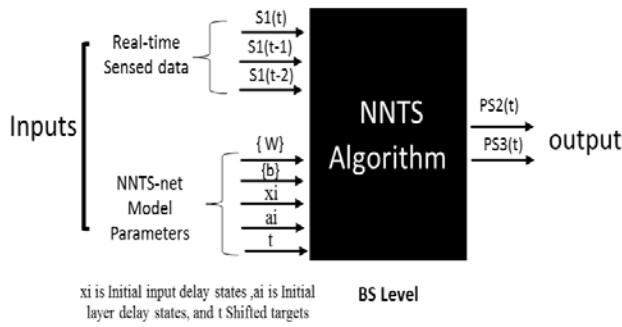 Inputs
Real-time
Sensed data
S1(t)
S1(t-1)
S1(t-2)
NNTS-net
Model
Parameters
{ W}
{b}
xi
ai
t
NNTS
Algorithm
PS2(t)
PS3(t)
output
xi is Initial input delay states ,ai is Initial
layer delay states, and t Shifted targets
BS Level